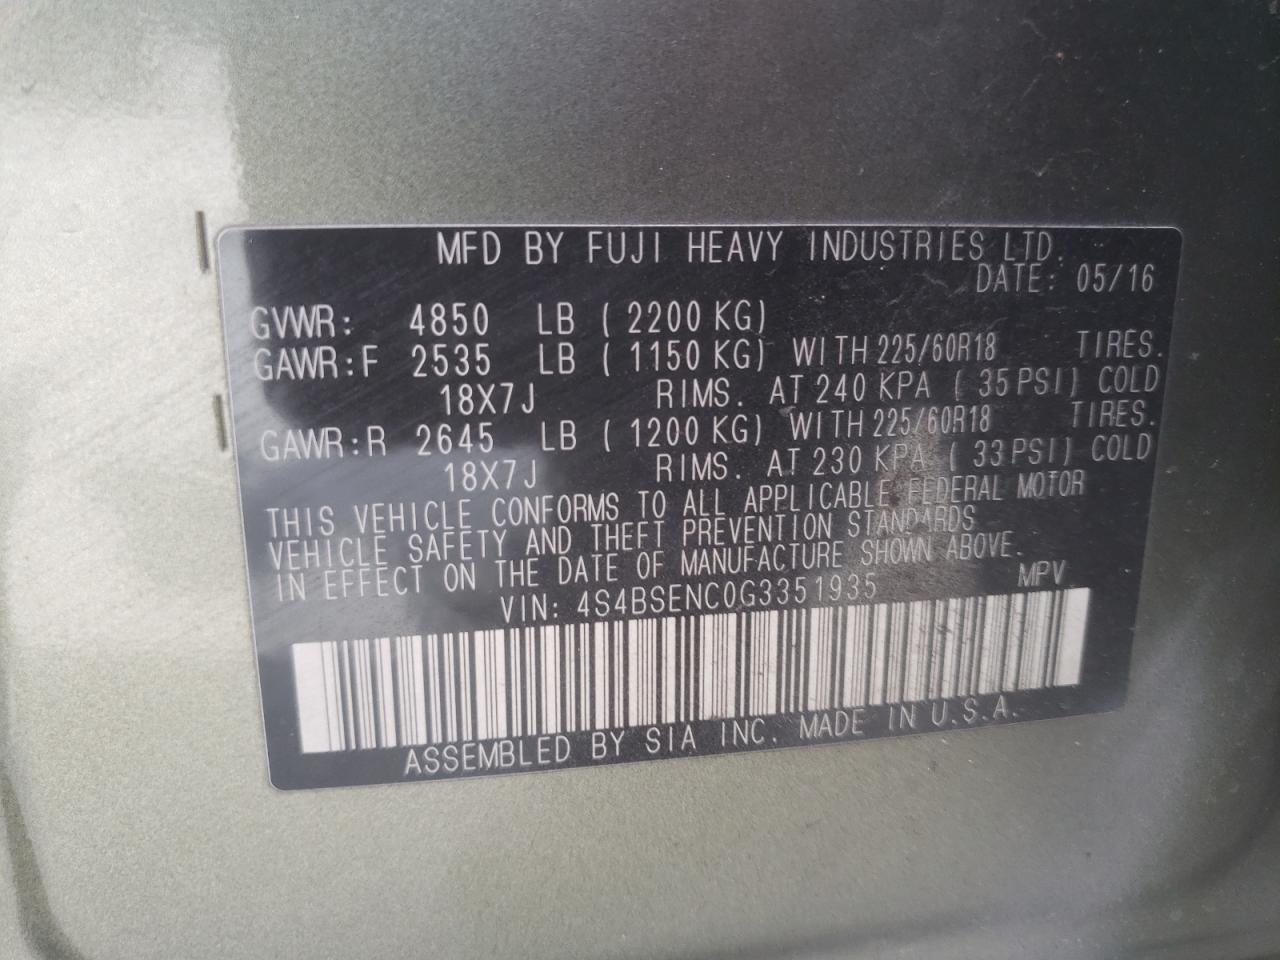 MFD BY FUJI HEAVY INDUSTRIES LTD.
DATE: 05/16
GVWR: 4850 LB ( 2200 KG)
GAWR:F 2535 LB ( 1150 KG) WITH 225/60R18 TIRES.
18X7J RIMS. AT 240 KPA ( 35 PSI) COLD
GAWR:R 2645 LB ( 1200 KG) WITH 225/60R18 TIRES.
18X7J RIMS. AT 230 KPA ( 33 PSI) COLD
THIS VEHICLE CONFORMS TO ALL APPLICABLE FEDERAL MOTOR
VEHICLE SAFETY AND THEFT PREVENTION STANDARDS
IN EFFECT ON THE DATE OF MANUFACTURE SHOWN ABOVE.
VIN: 4S4BSENC0G3351935 MPV
ASSEMBLED BY SIA INC. MADE IN U.S.A.